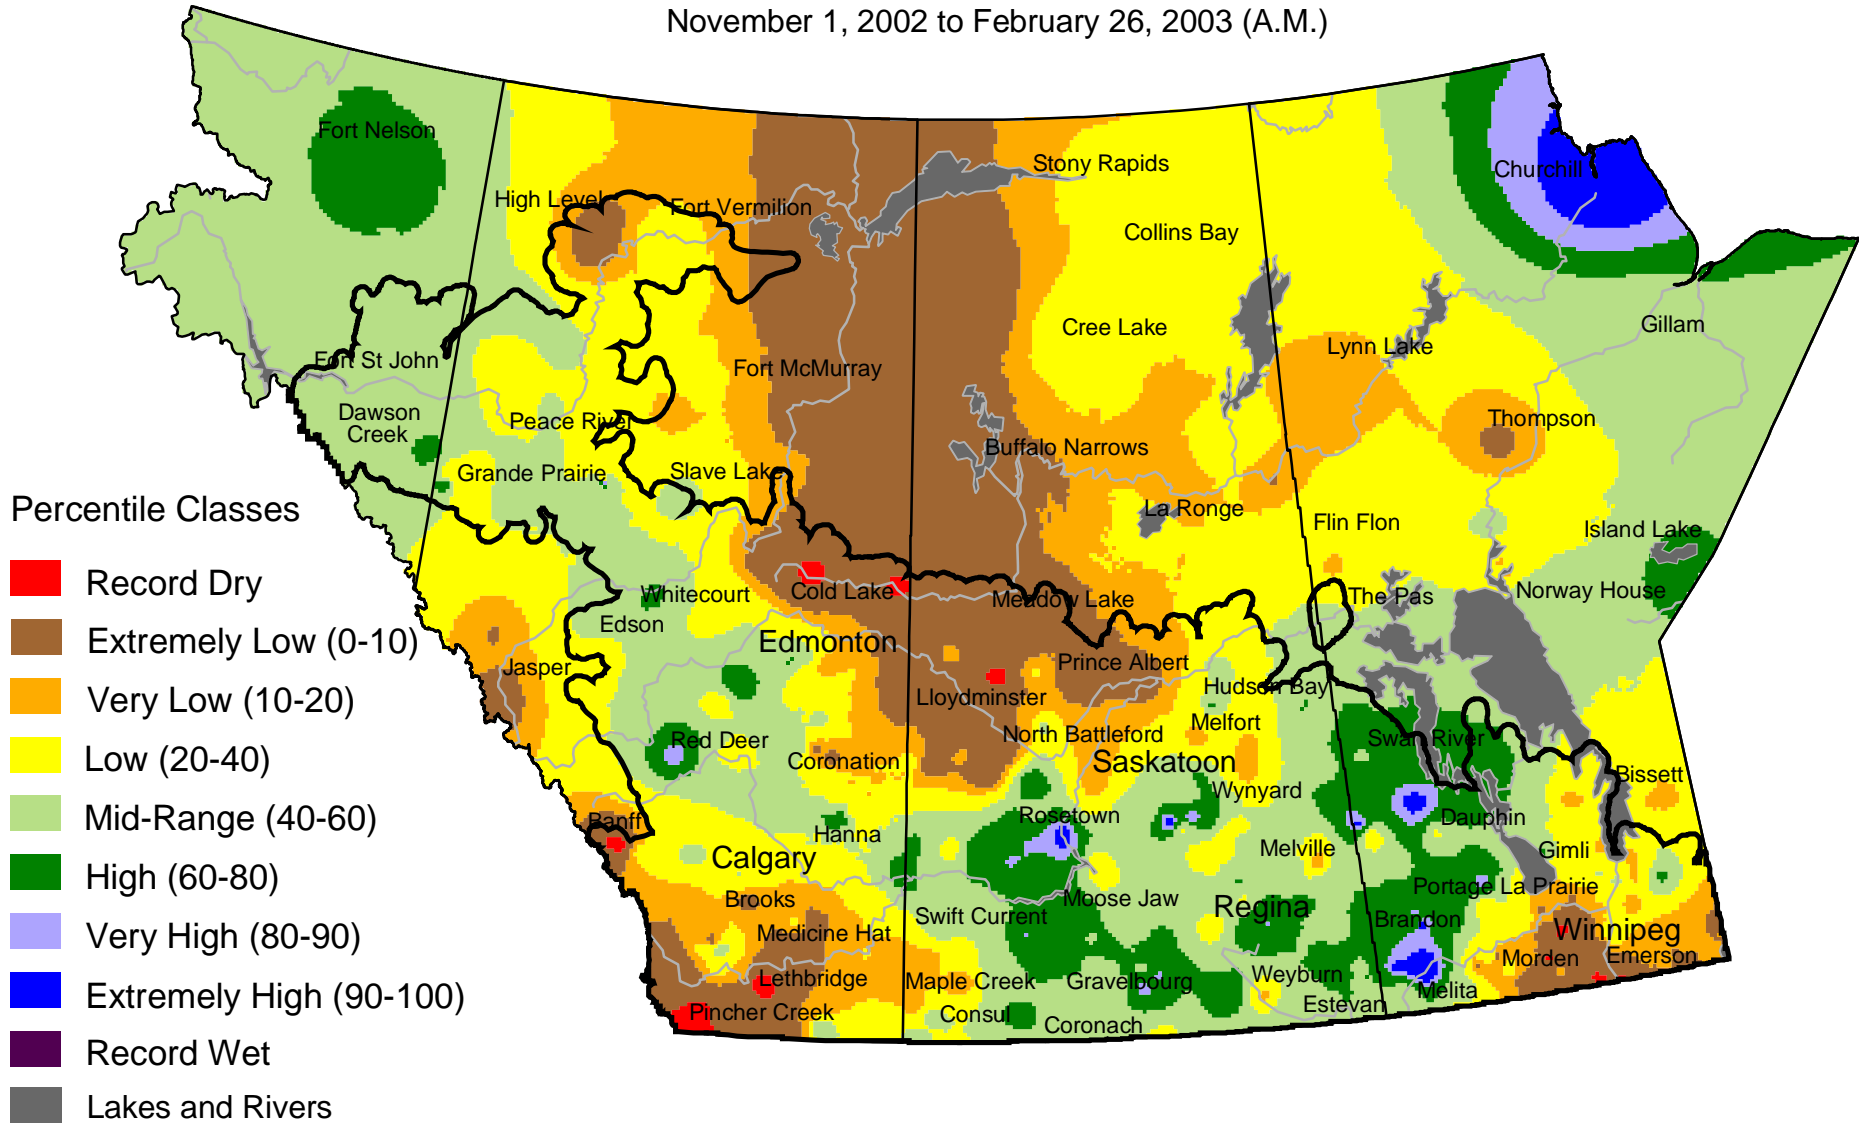 November 1, 2002 to February 26, 2003 (A.M.)
Fort Nelson
Churchill
Stony Rapids
High Level
Fort Vermilion
Collins Bay
Gillam
Cree Lake
Lynn Lake
Fort St John
Fort McMurray
Dawson
Creek
Peace River
Thompson
Buffalo Narrows
Grande Prairie
Slave Lake
La Ronge
Flin Flon
Island Lake
Whitecourt
Cold Lake
Meadow Lake
The Pas
Norway House
Edson
Edmonton
Jasper
Prince Albert
Lloydminster
Hudson Bay
Melfort
Red Deer
North Battleford
Swan River
Coronation
Saskatoon
Bissett
Wynyard
Banff
Hanna
Rosetown
Dauphin
Calgary
Melville
Gimli
Brooks
Moose Jaw
Portage La Prairie
Swift Current
Regina
Brandon
Medicine Hat
Winnipeg
Morden
Emerson
Lethbridge
Maple Creek
Gravelbourg
Weyburn
Melita
Pincher Creek
Consul
Coronach
Estevan
Percentile Classes
Record Dry
Extremely Low (0-10)
Very Low (10-20)
Low (20-40)
Mid-Range (40-60)
High (60-80)
Very High (80-90)
Extremely High (90-100)
Record Wet
Lakes and Rivers